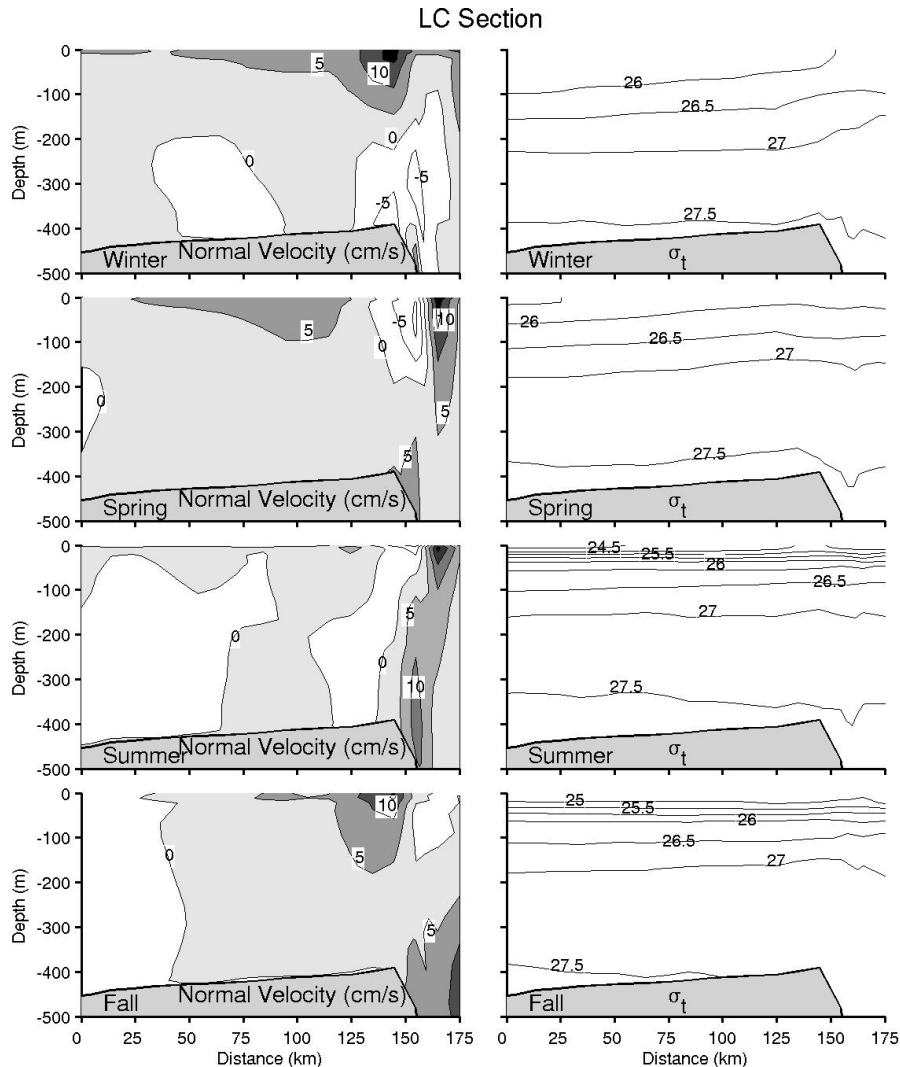 LC Section
0
-100
-200
-300
-400
-500
Depth (m)
5
10
0
0
-5
-5
Normal Velocity (cm/s)
Winter
26
26.5
27
27.5
σt
Winter
0
-100
-200
-300
-400
-500
Depth (m)
5
-5
10
0
0
5
5
Normal Velocity (cm/s)
Spring
26
26.5
27
27.5
σt
Spring
0
-100
-200
-300
-400
-500
Depth (m)
5
0
0
10
Normal Velocity (cm/s)
Summer
24.5
25.5
26
26.5
27
27.5
σt
Summer
0
-100
-200
-300
-400
-500
Depth (m)
10
0
5
5
Normal Velocity (cm/s)
Fall
0 25 50 75 100 125 150 175
Distance (km)
25
25.5
26
26.5
27
27.5
σt
Fall
0 25 50 75 100 125 150 175
Distance (km)